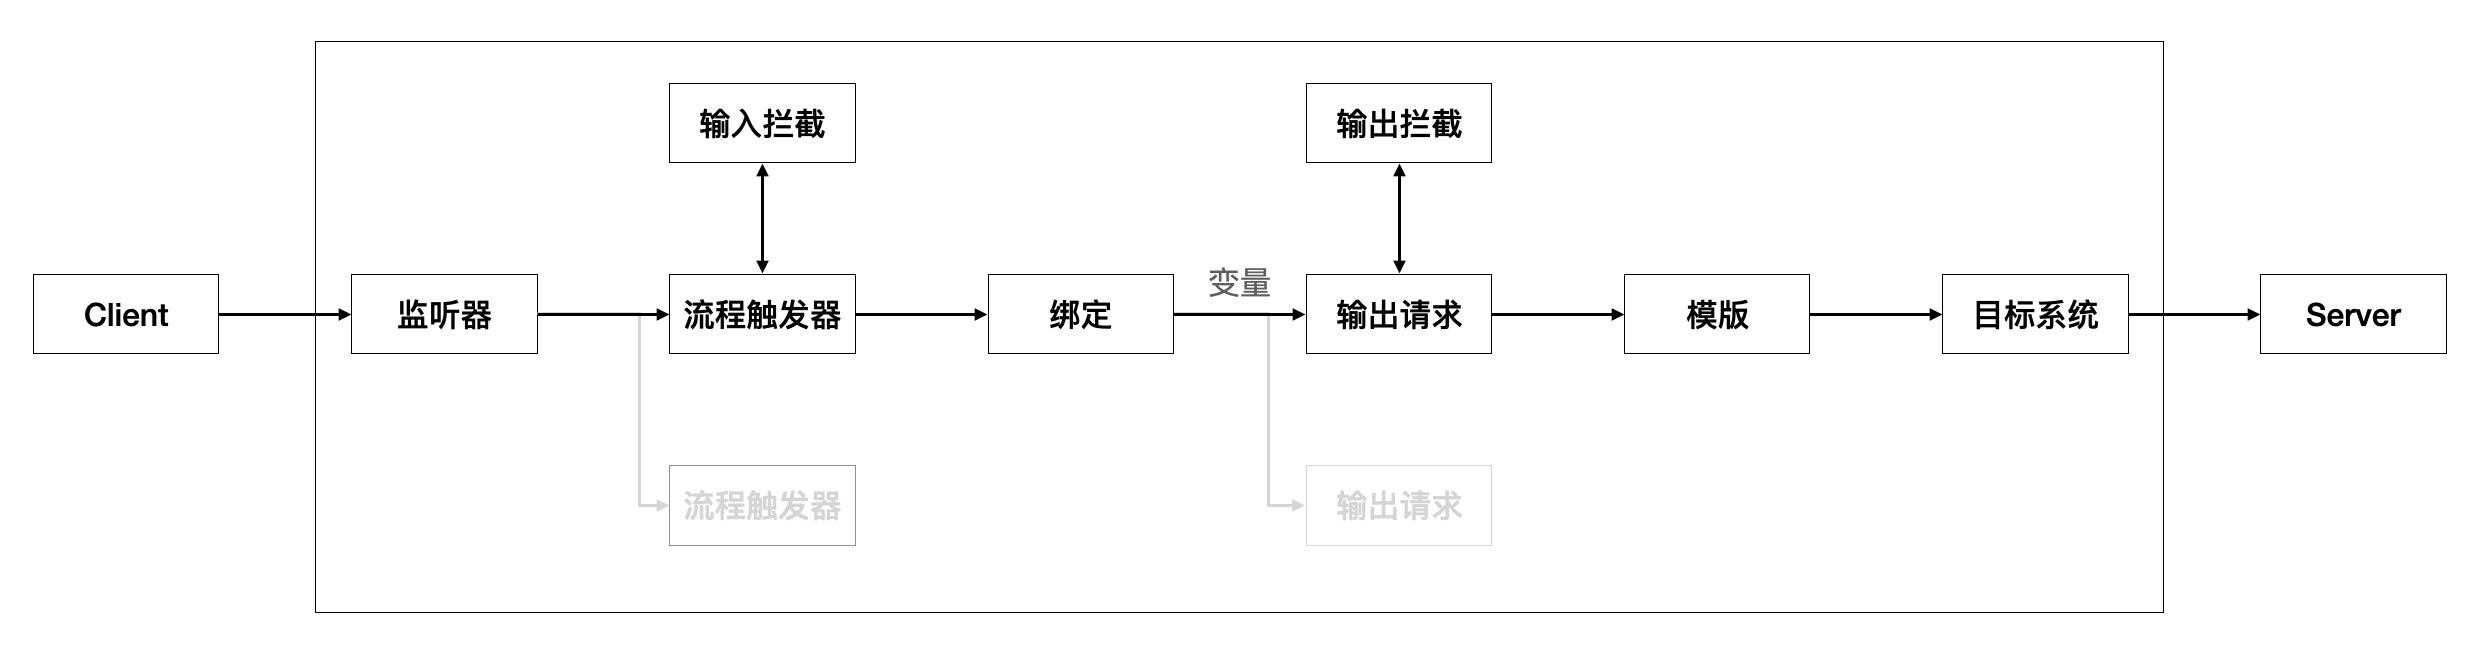 输入拦截
输出拦截
变量
Client
监听器
流程触发器
绑定
输出请求
模版
目标系统
Server
流程触发器
输出请求